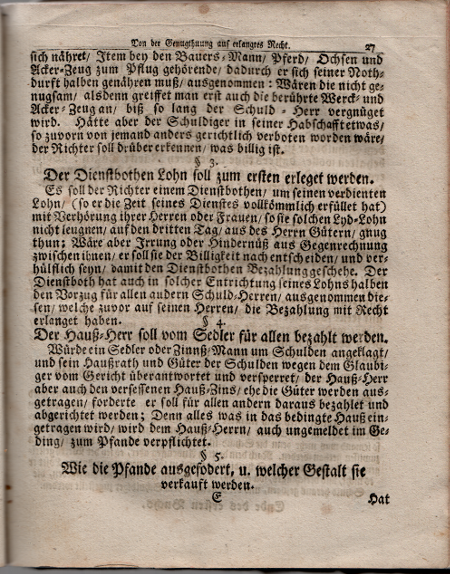 Von der Genugthuung auf erlangtes Recht. 27
sich nähret/ Item bey den Bauers-Mann/ Pferd/ Ochsen und
Acker-Zeug zum Pflug gehörende/ dadurch er sich seiner Noth-
durft halben genähren muß/ ausgenommen: Wären die nicht ge-
nugsam/ alsdenn greiffet man erst auch die berührte Werck- und
Acker-Zeug an/ biß so lang der Schuld-Herr vergnüget
wird. Hätte aber der Schuldiger in seiner Habschafft etwas/
so zuvorn von jemand anders gerichtlich verboten worden wäre/
der Richter soll drüber erkennen/ was billig ist.
§ 3.
Der Dienstbothen Lohn soll zum ersten erleget werden.
Es soll der Richter einem Dienstbothen/ um seinen verdienten
Lohn/ (so er die Zeit seines Dienstes vollkömmlich erfüllet hat)
mit Verhörung ihrer Herren oder Frauen/ so sie solchen Lyd-Lohn
nicht leugnen/ auf den dritten Tag/ aus des Herrn Gütern/ gnug
thun; Wäre aber Irrung oder Hindernüß aus Gegenrechnung
zwischen ihnen/ er soll sie der Billigkeit nach entscheiden/ und ver-
hülflich seyn/ damit den Dienstbothen Bezahlung geschehe. Der
Dienstboth hat auch in solcher Entrichtung seines Lohns halben
den Vorzug für allen andern Schuld-Herren/ ausgenommen die-
sen/ welche zuvor auf seinen Herren/ die Bezahlung mit Recht
erlanget haben.
§ 4.
Der Hauß-Herr soll vom Sedler für allen bezahlt werden.
Würde ein Sedler oder Zinnß-Mann um Schulden angeklagt/
und sein Haußrath und Güter der Schulden wegen dem Glaubi-
ger vom Gericht überantwortet und versperret/ der Hauß-Herr
aber auch den versessenen Hauß-Zins/ ehe die Güter werden aus-
getragen/ forderte er soll für allen andern daraus bezahlet und
abgerichtet werden; Denn alles was in das bedingte Hauß ein-
getragen wird/ wird dem Hauß-Herrn/ auch ungemeldet im Ge-
ding/ zum Pfande verpflichtet.
§ 5.
Wie die Pfande ausgefodert, u. welcher Gestalt sie
verkauft werden.
E Hat